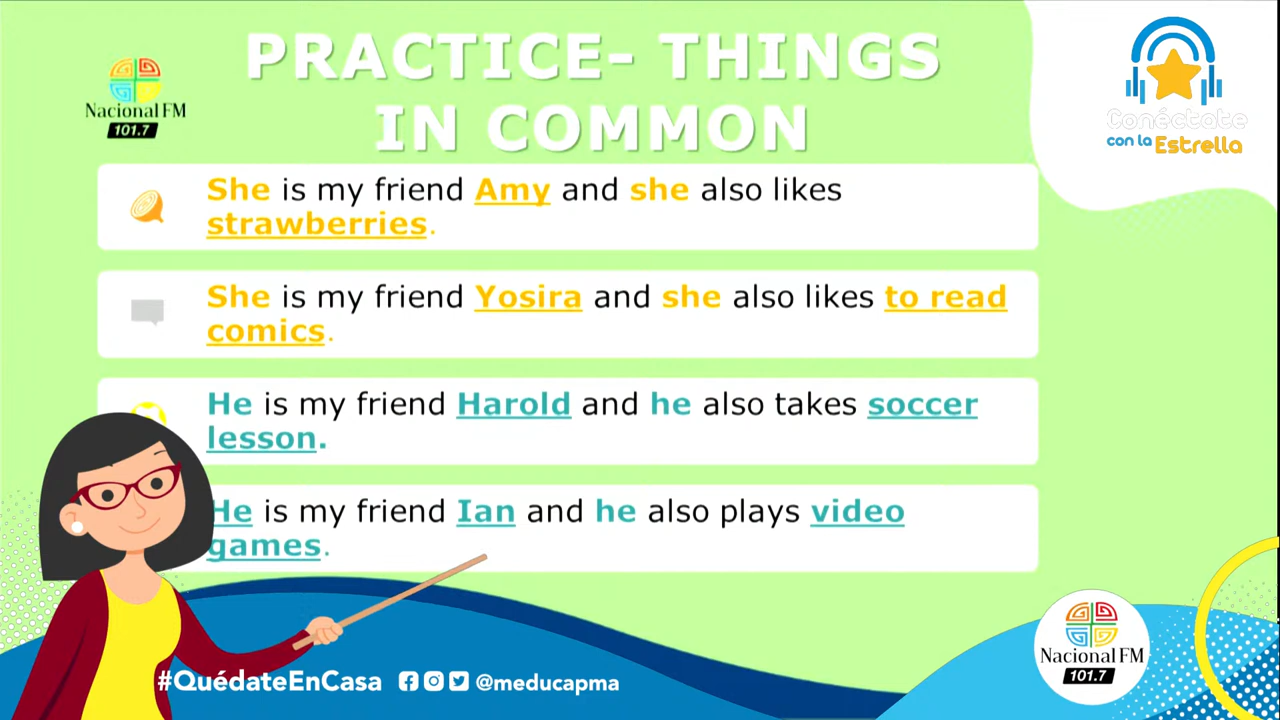 PRACTICE- THINGS
IN COMMON
Nacional FM
101.7
Conéctate
con la Estrella
She is my friend Amy and she also likes
strawberries.
She is my friend Yosira and she also likes to read
comics.
He is my friend Harold and he also takes soccer
lesson.
He is my friend Ian and he also plays video
games.
#QuédateEnCasa @meducapma
Nacional FM
101.7